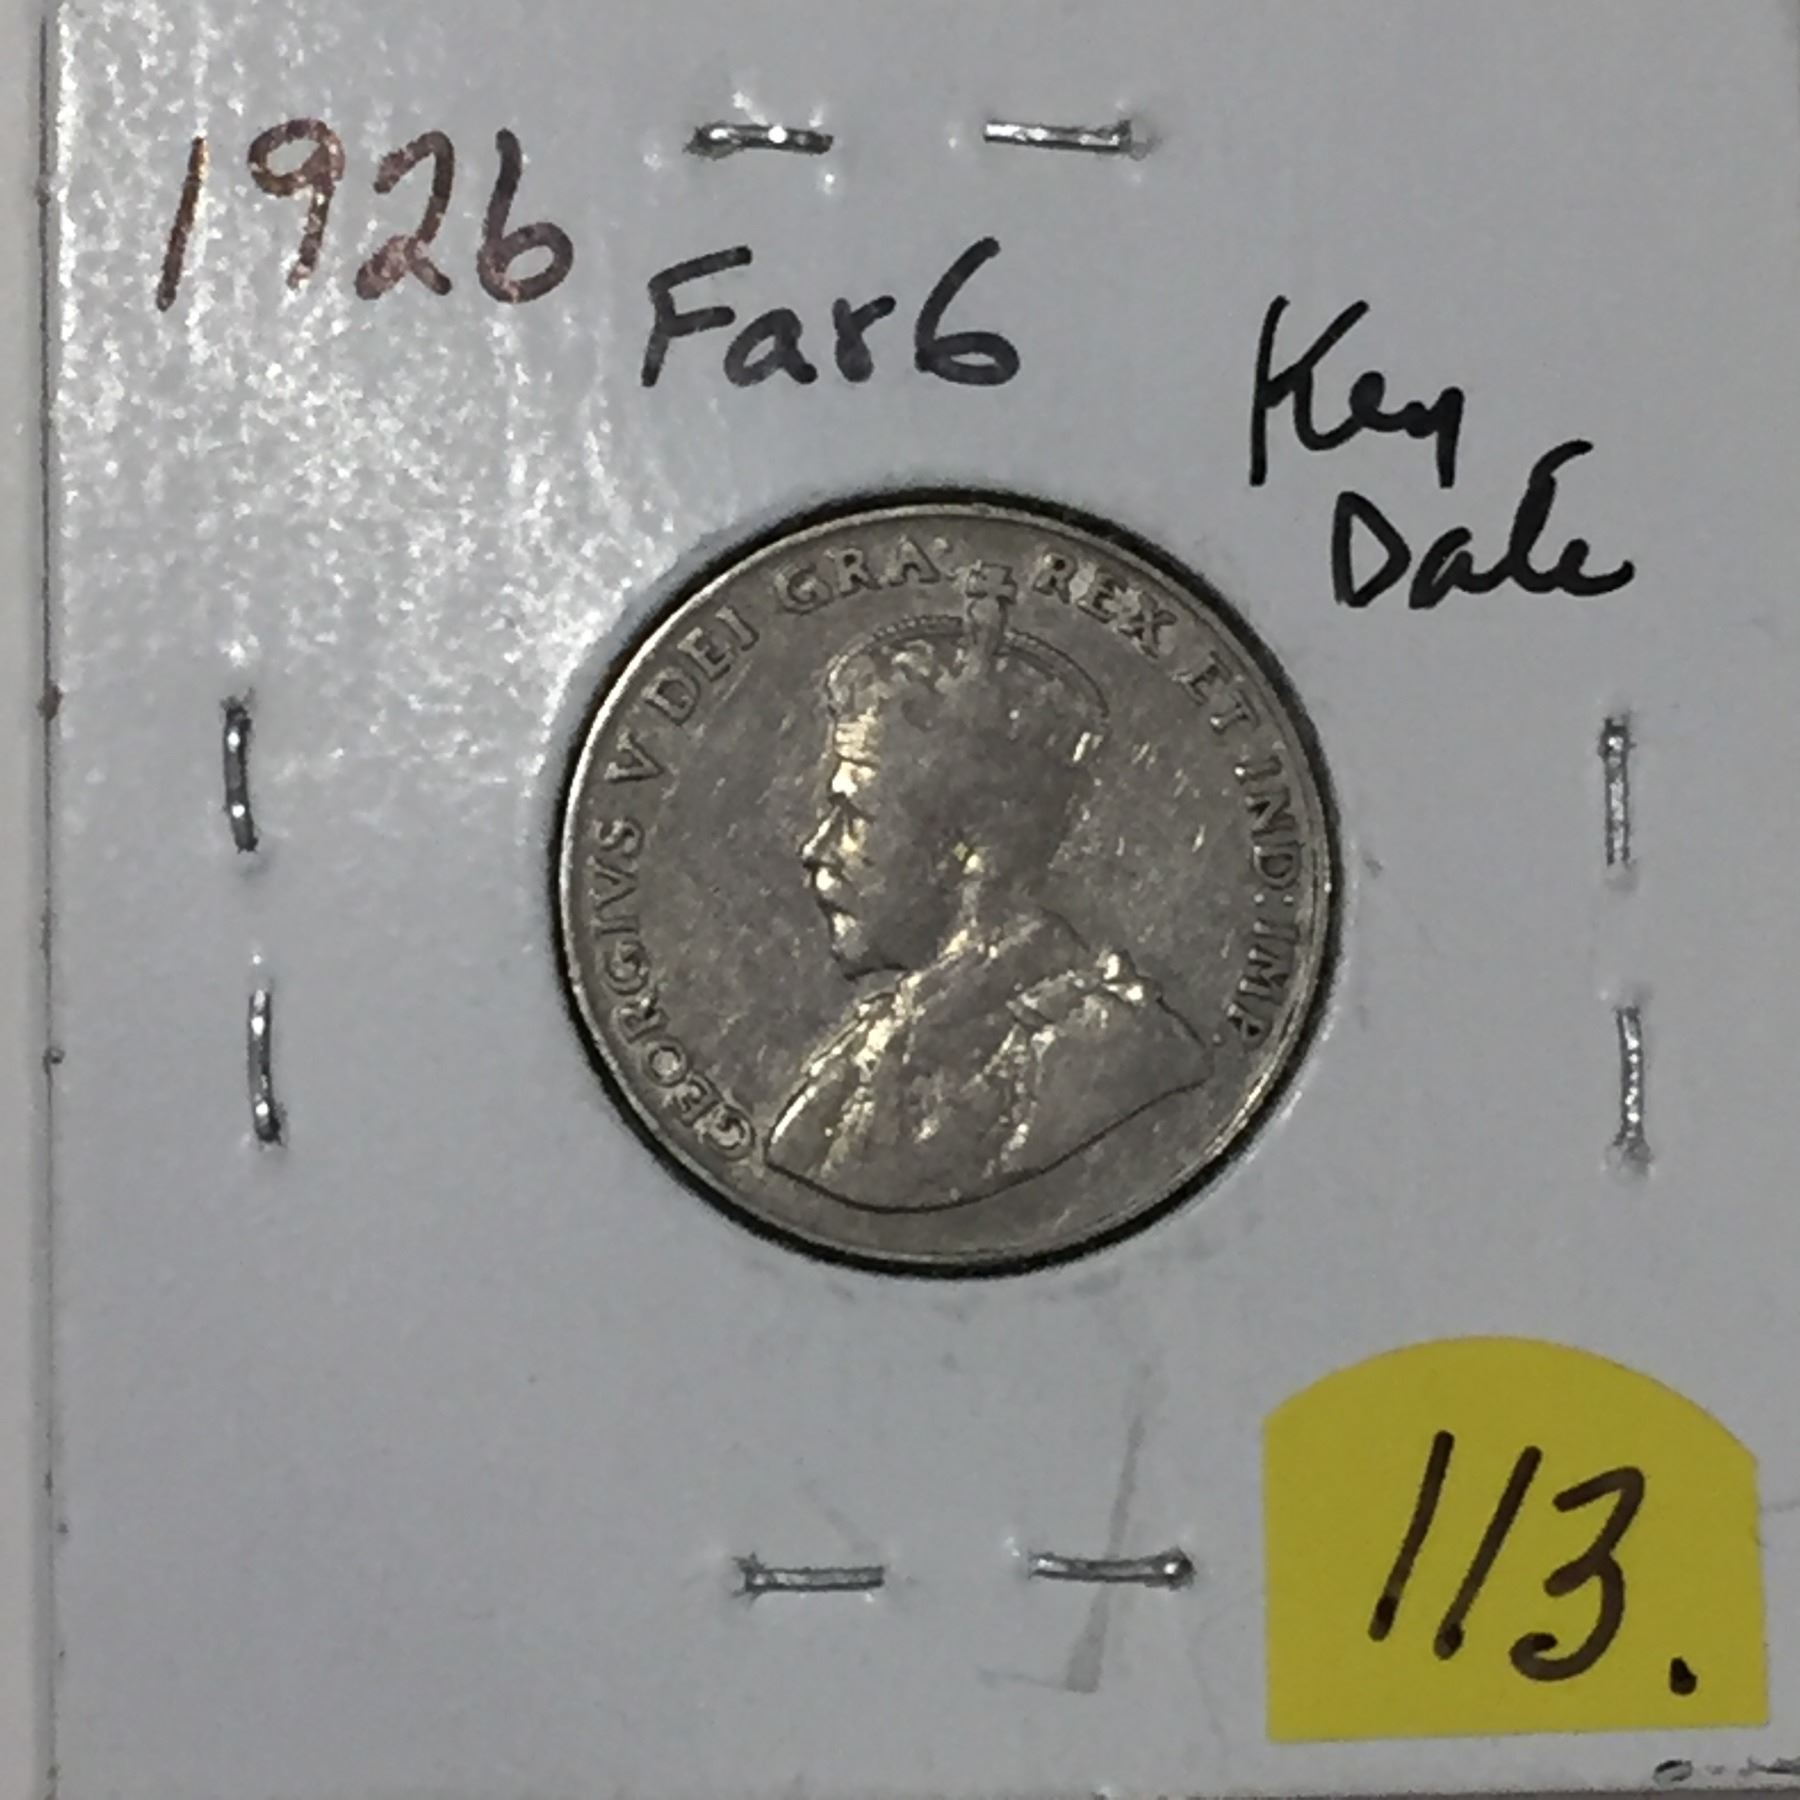 1926
Far6
Key
Date
GEORGIVS V DEI GRA: REX ET IND: IMP.
113.